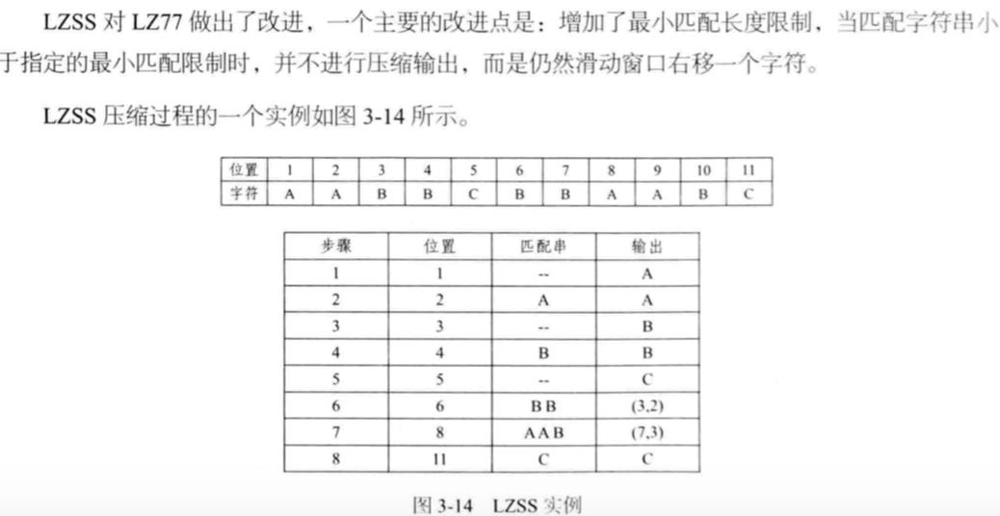 LZSS 对 LZ77 做出了改进，一个主要的改进点是：增加了最小匹配长度限制，当匹配字符串小
于指定的最小匹配限制时，并不进行压缩输出，而是仍然滑动窗口右移一个字符。
LZSS 压缩过程的一个实例如图 3-14 所示。
位置 1 2 3 4 5 6 7 8 9 10 11
字符 A A B B C B B A A B C
步骤 位置 匹配串 输出
1 1 -- A
2 2 A A
3 3 -- B
4 4 B B
5 5 -- C
6 6 B B (3,2)
7 8 A A B (7,3)
8 11 C C
图 3-14 LZSS 实例